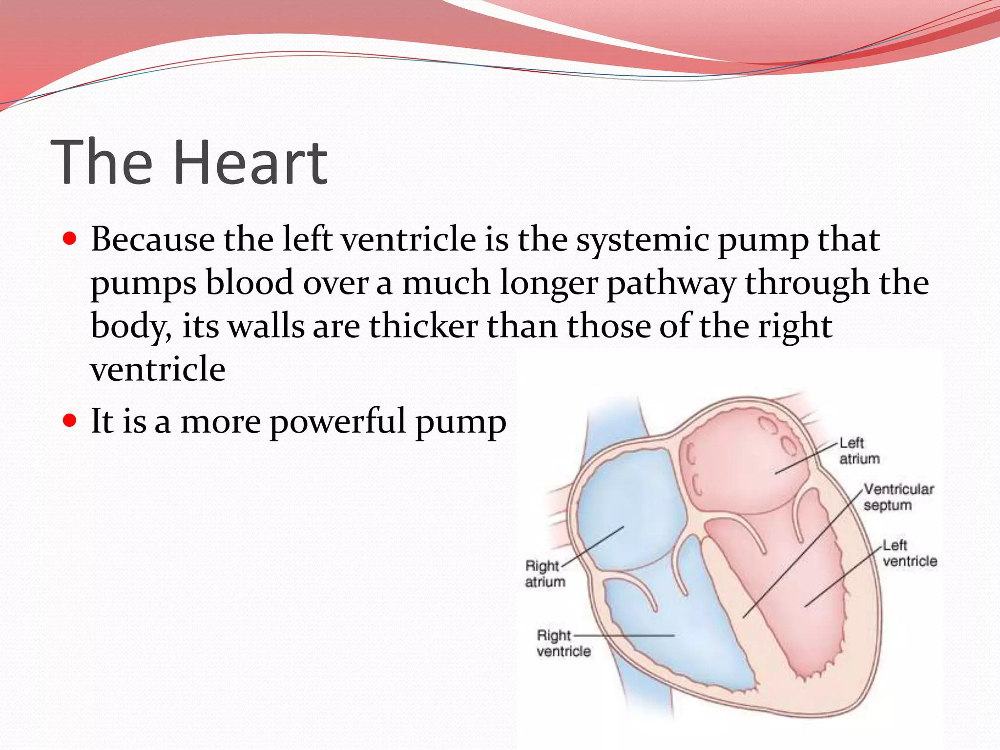 The Heart
• Because the left ventricle is the systemic pump that
pumps blood over a much longer pathway through the
body, its walls are thicker than those of the right
ventricle
• It is a more powerful pump
Left
atrium
Ventricular
septum
Left
ventricle
Right
atrium
Right
ventricle